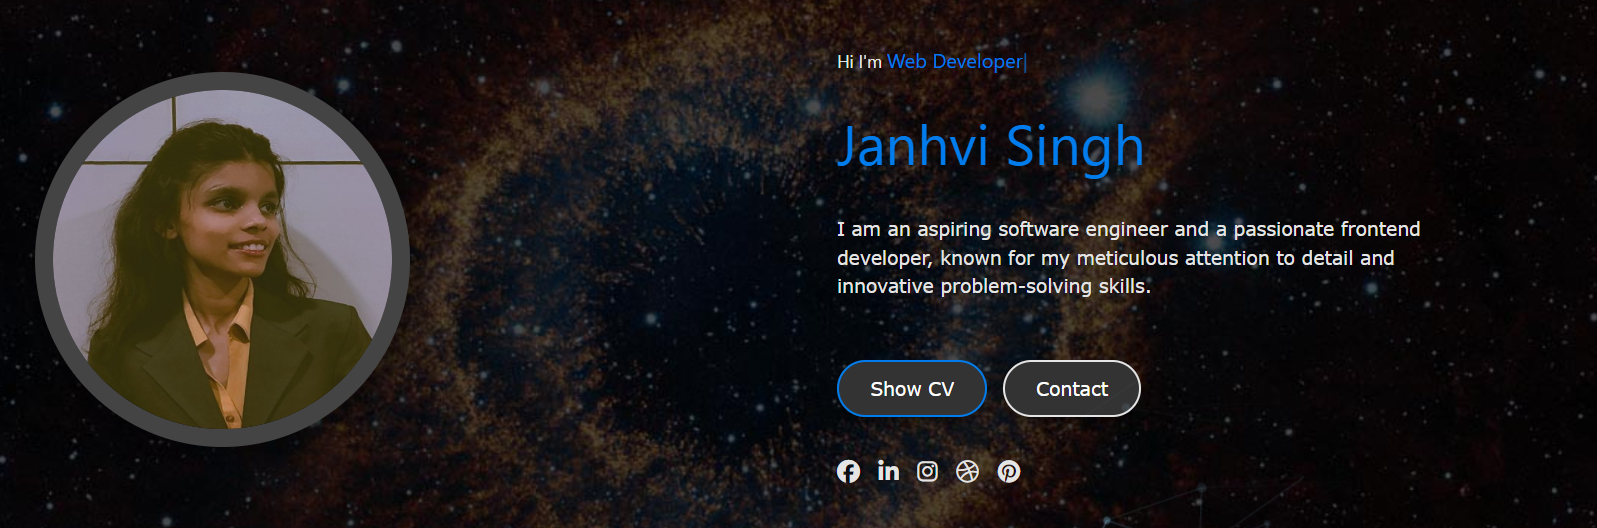 Hi I'm Web Developer|
Janhvi Singh
I am an aspiring software engineer and a passionate frontend
developer, known for my meticulous attention to detail and
innovative problem-solving skills.
Show CV
Contact